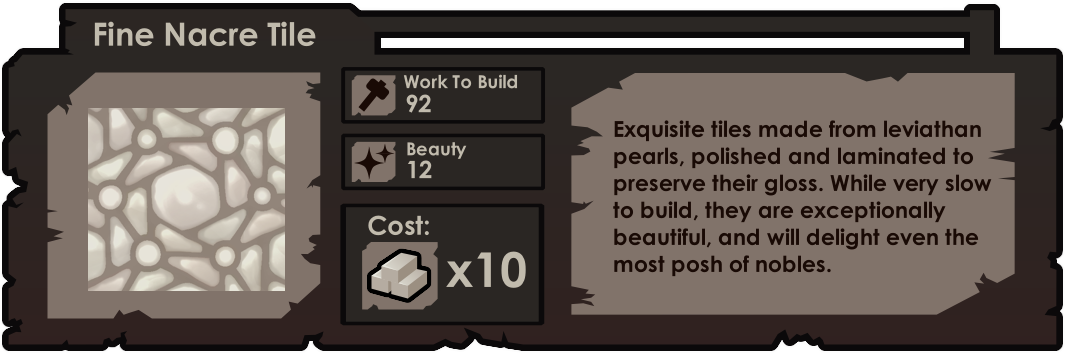 Fine Nacre Tile
Work To Build
92
Beauty
12
Cost:
x10
Exquisite tiles made from leviathan
pearls, polished and laminated to
preserve their gloss. While very slow
to build, they are exceptionally
beautiful, and will delight even the
most posh of nobles.